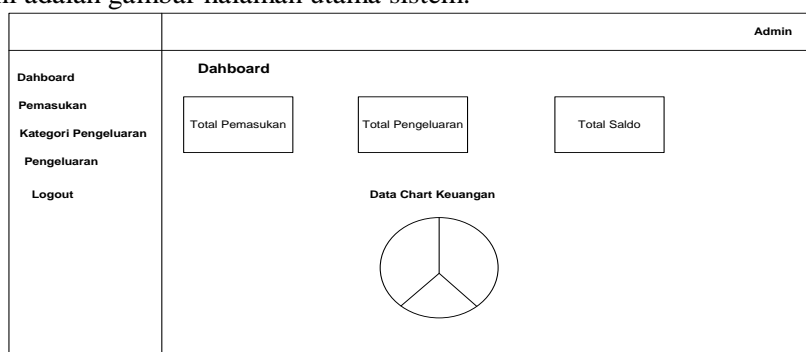 adalah gambar halaman utama sistem.
Admin
Dahboard
Pemasukan
Kategori Pengeluaran
Pengeluaran
Logout
Dahboard
Total Pemasukan
Total Pengeluaran
Total Saldo
Data Chart Keuangan